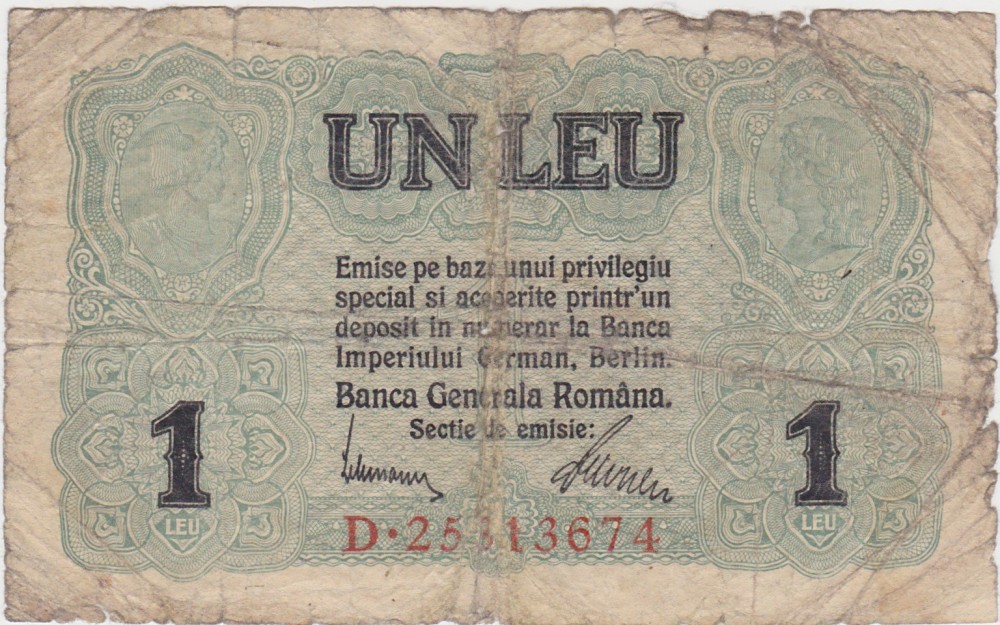 UN LEU
Emise pe baza unui privilegiu
special si acoperite printr'un
deposit in numerar la Banca
Imperiului German, Berlin.
Banca Generala Româna.
Sectie de emisie:
1 1
LEU LEU